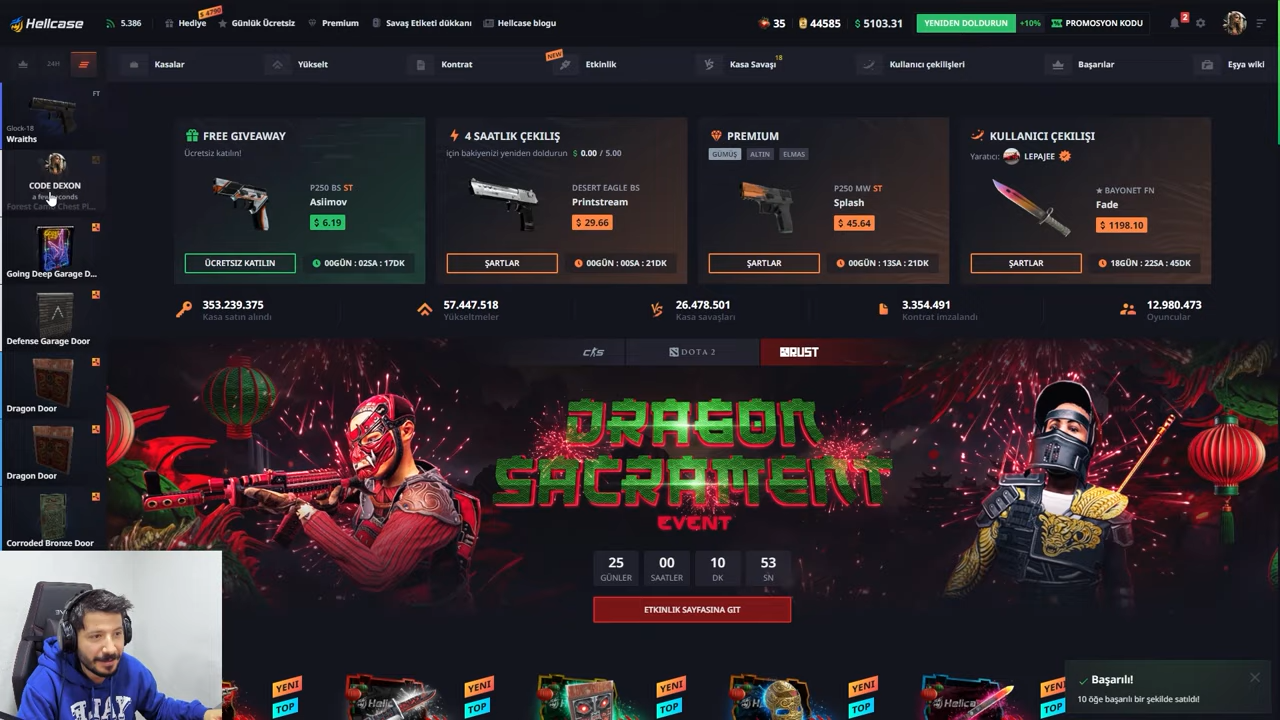 Hellcase
5.386
Hediye
$ 4790
Günlük Ücretsiz
Premium
Savaş Etiketi dükkanı
Hellcase blogu
35
44585
$ 5103.31
YENİDEN DOLDURUN
+10%
PROMOSYON KODU
2
24H
Kasalar
Yükselt
Kontrat
NEW
Etkinlik
Kasa Savaşı
18
Kullanıcı çekilişleri
Başarılar
Eşya wiki
FT
Glock-18
Wraiths
CODE DEXON
a few seconds
Going Deep Garage D...
Defense Garage Door
Dragon Door
Dragon Door
Corroded Bronze Door
FREE GIVEAWAY
Ücretsiz katılın!
P250 BS ST
Asiimov
$ 6.19
ÜCRETSIZ KATILIN
00GÜN : 02SA : 17DK
4 SAATLIK ÇEKILIŞ
için bakiyenizi yeniden doldurun $ 0.00 / 5.00
DESERT EAGLE BS
Printstream
$ 29.66
ŞARTLAR
00GÜN : 00SA : 21DK
PREMIUM
GÜMÜŞ
ALTIN
ELMAS
P250 MW ST
Splash
$ 45.64
ŞARTLAR
00GÜN : 13SA : 21DK
KULLANICI ÇEKILIŞI
Yaratıcı: LEPAJEE
★ BAYONET FN
Fade
$ 1198.10
ŞARTLAR
18GÜN : 22SA : 45DK
353.239.375
Kasa satın alındı
57.447.518
Yükseltmeler
26.478.501
Kasa savaşları
3.354.491
Kontrat imzalandı
12.980.473
Oyuncular
DOTA 2
RUST
DRAGON
SACRAMENT
EVENT
25
GÜNLER
00
SAATLER
10
DK
53
SN
ETKINLIK SAYFASINA GIT
YENİ
TOP
YENİ
TOP
YENİ
TOP
YENİ
TOP
YENİ
TOP
Başarılı!
10 öğe başarılı bir şekilde satıldı!